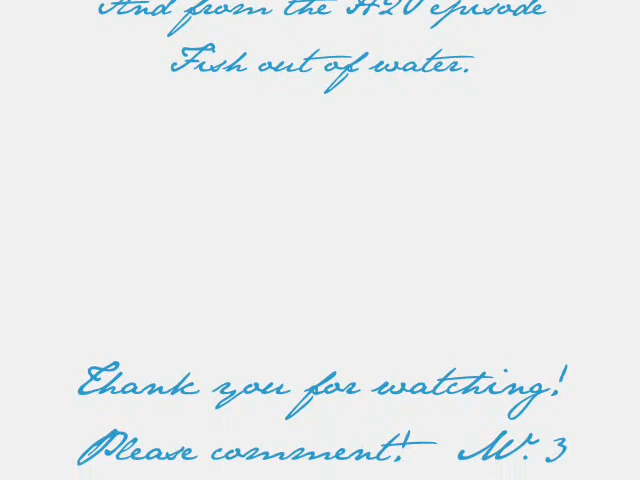 And from the H2O episode
Fish out of water.
Thank you for watching!
Please comment! M. 3